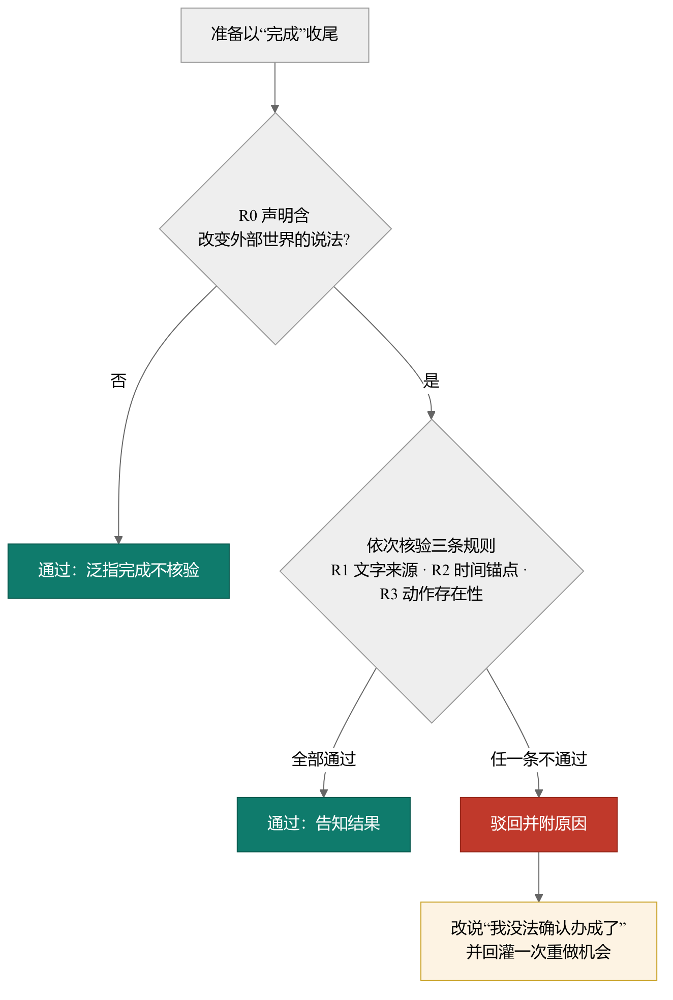 准备以“完成”收尾
R0 声明含
改变外部世界的说法?
否
是
依次核验三条规则
R1 文字来源 · R2 时间锚点 ·
R3 动作存在性
通过：泛指完成不核验
全部通过
任一条不通过
通过：告知结果
驳回并附原因
改说“我没法确认办成了”
并回灌一次重做机会